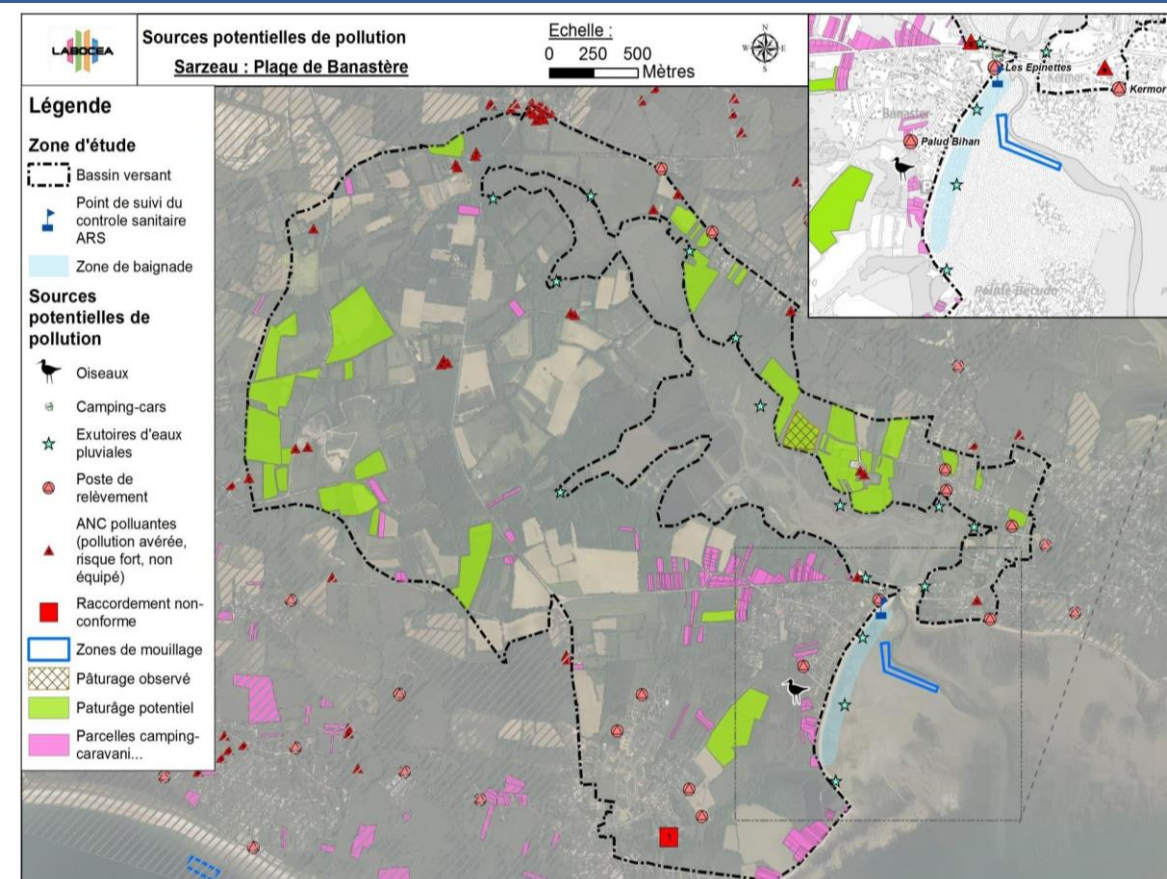 LABOCEA
Sources potentielles de pollution
Sarzeau : Plage de Banastère
Echelle :
0 250 500
Mètres
N
W E
S
Légende
Zone d'étude
Bassin versant
Point de suivi du
controle sanitaire
ARS
Zone de baignade
Sources
potentielles de
pollution
Oiseaux
Camping-cars
Exutoires d'eaux
pluviales
Poste de
relèvement
ANC polluantes
(pollution avérée,
risque fort, non
équipé)
Raccordement non-
conforme
Zones de mouillage
Pâturage observé
Paturâge potentiel
Parcelles camping-
caravani...
Les Epinettes
Kermor
Kermor
Banaster
Palud Bihan
Pointe Bécudo
1